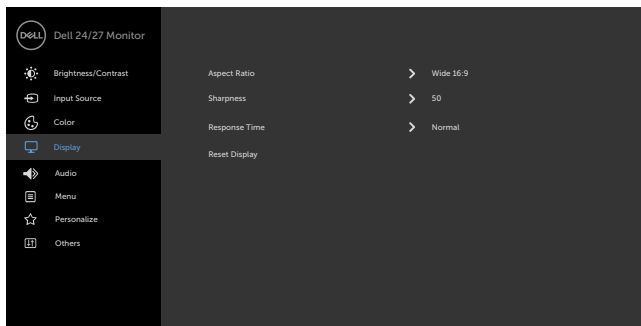 DELL
Dell 24/27 Monitor
Brightness/Contrast
Input Source
Color
Display
Audio
Menu
Personalize
Others
Aspect Ratio Wide 16:9
Sharpness 50
Response Time Normal
Reset Display